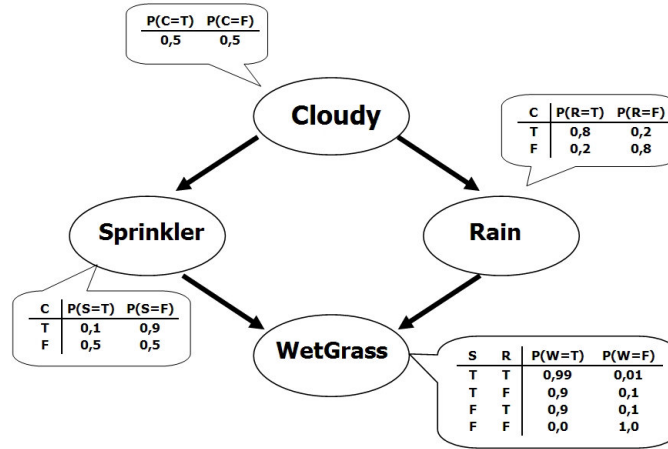 P(C=T) P(C=F)
0,5 0,5
Cloudy
C P(R=T) P(R=F)
T 0,8 0,2
F 0,2 0,8
Sprinkler
Rain
C P(S=T) P(S=F)
T 0,1 0,9
F 0,5 0,5
WetGrass
S R P(W=T) P(W=F)
T T 0,99 0,01
T F 0,9 0,1
F T 0,9 0,1
F F 0,0 1,0